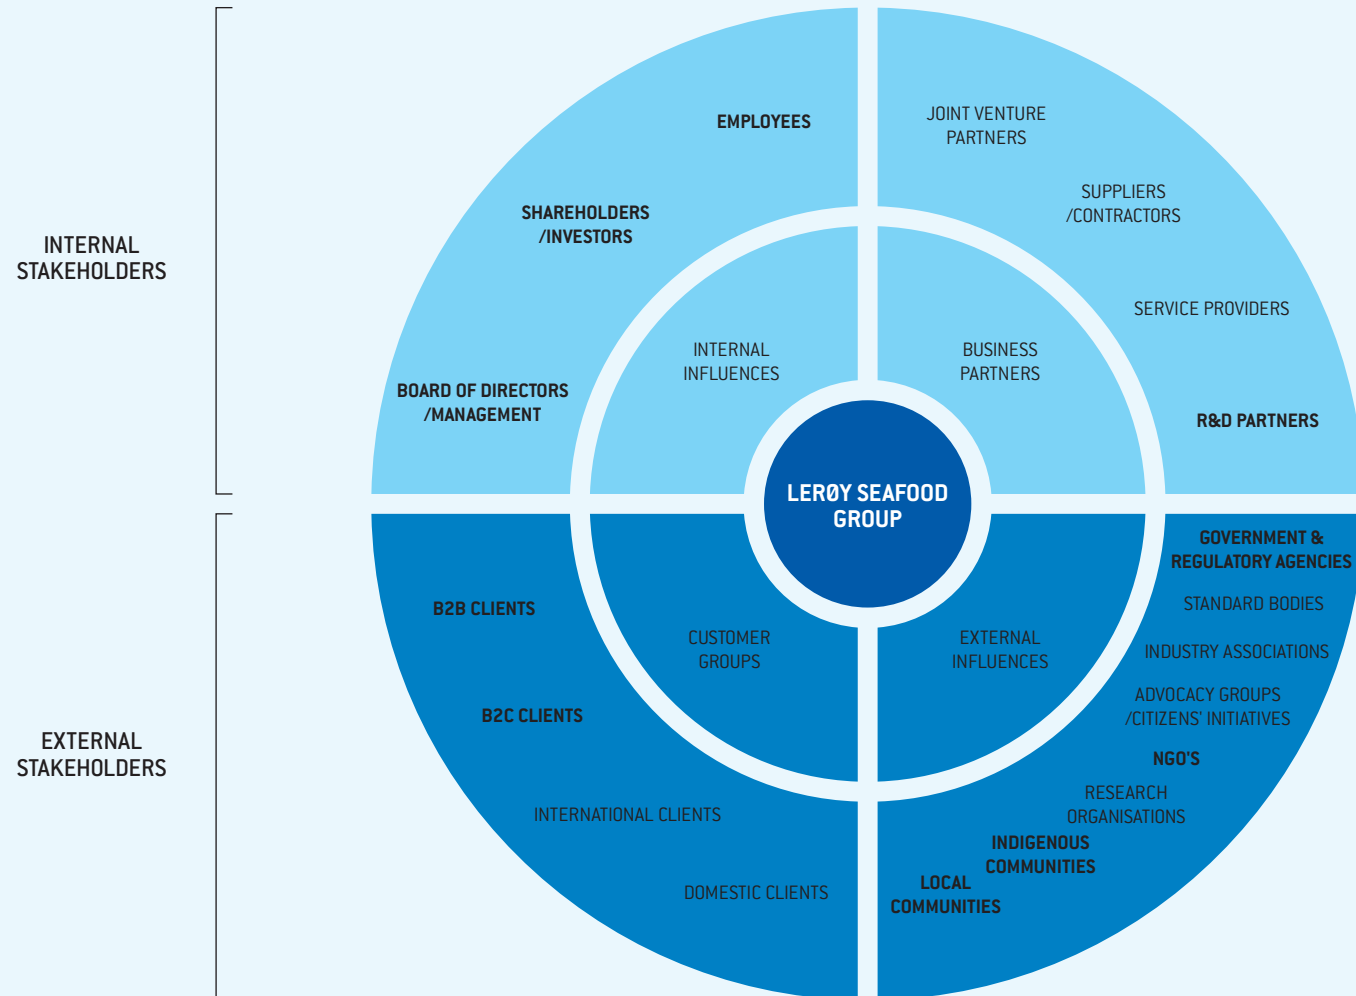 INTERNAL
STAKEHOLDERS
EMPLOYEES
SHAREHOLDERS
/INVESTORS
BOARD OF DIRECTORS
/MANAGEMENT
INTERNAL
INFLUENCES
JOINT VENTURE
PARTNERS
SUPPLIERS
/CONTRACTORS
SERVICE PROVIDERS
R&D PARTNERS
BUSINESS
PARTNERS
LERØY SEAFOOD
GROUP
EXTERNAL
STAKEHOLDERS
B2B CLIENTS
B2C CLIENTS
INTERNATIONAL CLIENTS
DOMESTIC CLIENTS
CUSTOMER
GROUPS
EXTERNAL
INFLUENCES
GOVERNMENT &
REGULATORY AGENCIES
STANDARD BODIES
INDUSTRY ASSOCIATIONS
ADVOCACY GROUPS
/CITIZENS' INITIATIVES
NGO'S
RESEARCH
ORGANISATIONS
INDIGENOUS
COMMUNITIES
LOCAL
COMMUNITIES